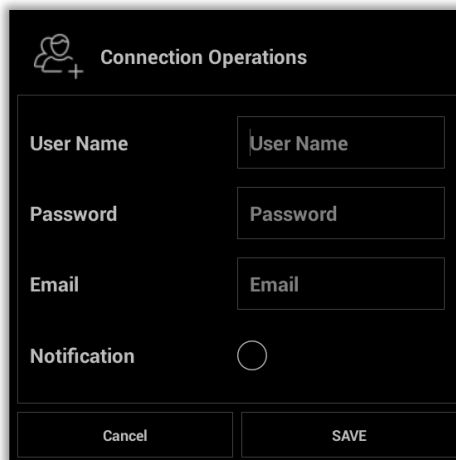 Connection Operations
User Name User Name
Password Password
Email Email
Notification
Cancel SAVE